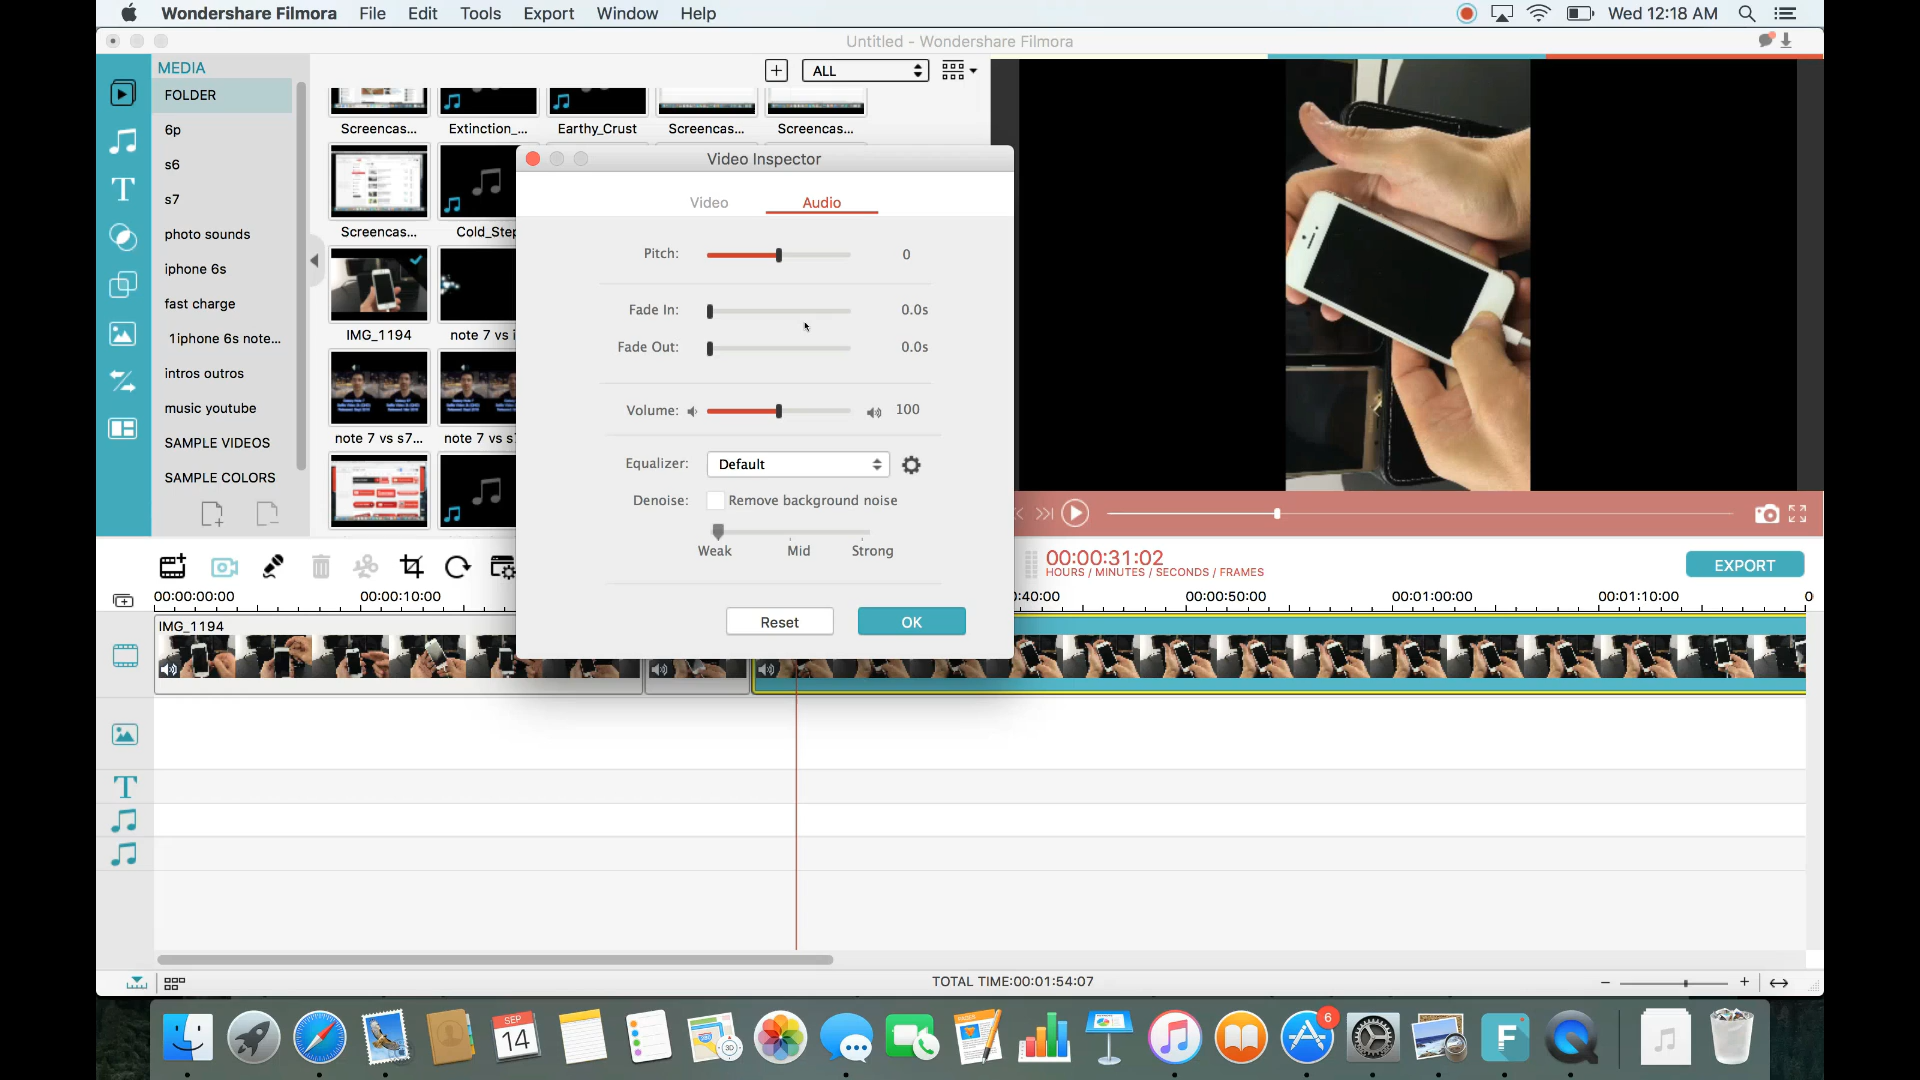 Wondershare Filmora File Edit Tools Export Window Help Wed 12:18 AM
Untitled - Wondershare Filmora
MEDIA
FOLDER
6p
s6
s7
photo sounds
iphone 6s
fast charge
1iphone 6s note...
intros outros
music youtube
SAMPLE VIDEOS
SAMPLE COLORS
ALL
Screencas... Extinction_... Earthy_Crust Screencas... Screencas...
Screencas... Cold_Step
IMG_1194 note 7 vs i
note 7 vs s7... note 7 vs s7
Video Inspector
Video Audio
Pitch: 0
Fade In: 0.0s
Fade Out: 0.0s
Volume: 100
Equalizer: Default
Denoise: Remove background noise
Weak Mid Strong
Reset OK
00:00:31:02
HOURS / MINUTES / SECONDS / FRAMES
EXPORT
00:00:00:00 00:00:10:00 :40:00 00:00:50:00 00:01:00:00 00:01:10:00 0
IMG_1194
TOTAL TIME:00:01:54:07
SEP
14
3D
PAGES
6
F